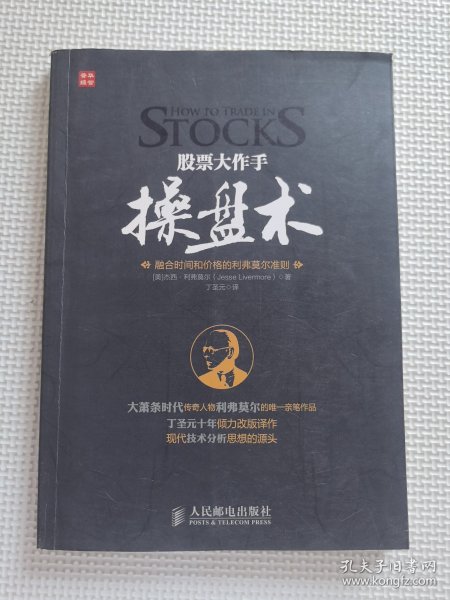 HOW TO TRADE IN
STOCKS
股票大作手
操盘术
融合时间和价格的利弗莫尔准则
[美]杰西·利弗莫尔（Jesse Livermore）◎著
丁圣元◎译
大萧条时代传奇人物利弗莫尔的唯一亲笔作品
丁圣元十年倾力改版译作
现代技术分析思想的源头
人民邮电出版社
POSTS & TELECOM PRESS
孔夫子旧书网
www.kongfz.com